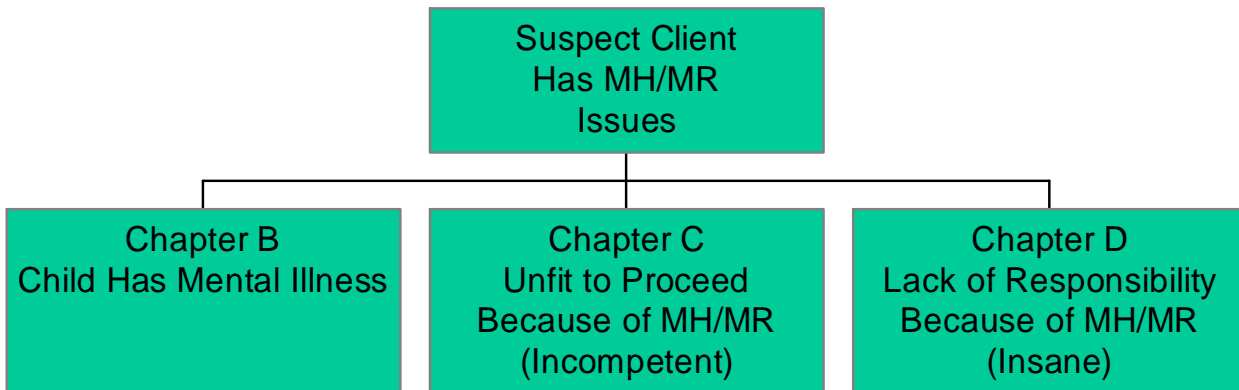 Suspect Client
Has MH/MR
Issues
Chapter B
Child Has Mental Illness
Chapter C
Unfit to Proceed
Because of MH/MR
(Incompetent)
Chapter D
Lack of Responsibility
Because of MH/MR
(Insane)